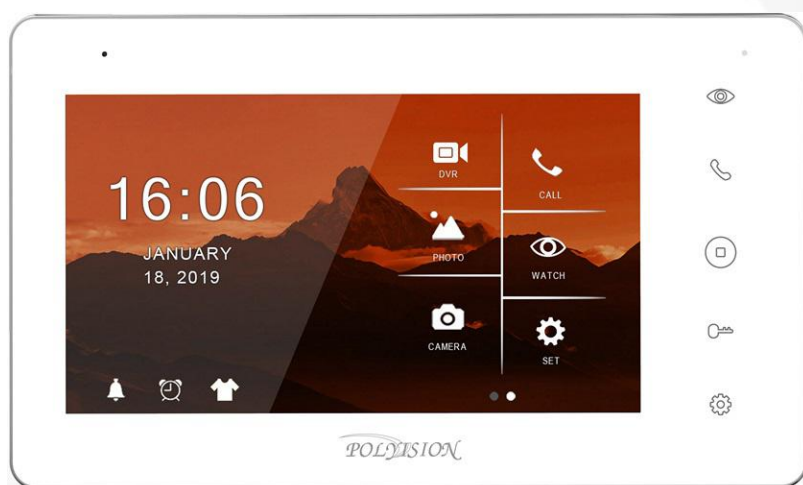 16:06
JANUARY
18, 2019
DVR
CALL
PHOTO
WATCH
CAMERA
SET
POLYVISION